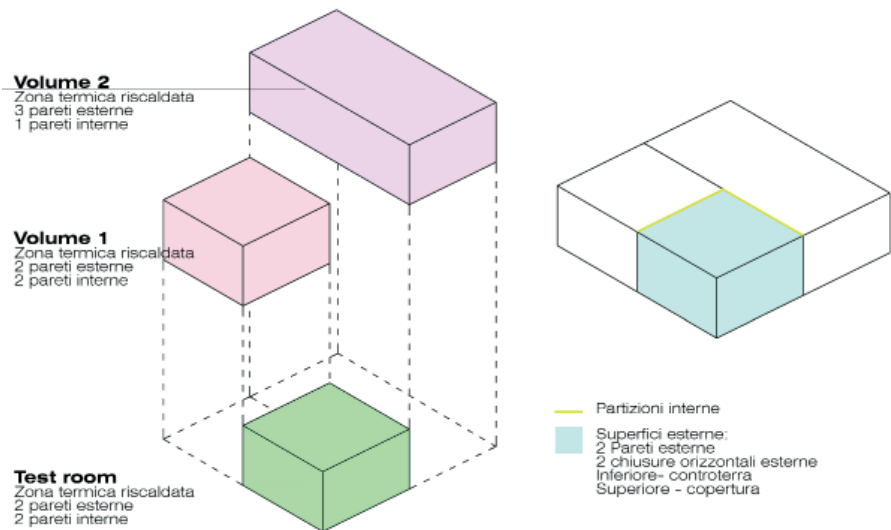 Volume 2
Zona termica riscaldata
3 pareti esterne
1 pareti interne
Volume 1
Zona termica riscaldata
2 pareti esterne
2 pareti interne
Test room
Zona termica riscaldata
2 pareti esterne
2 pareti interne
Partizioni interne
Superfici esterne:
2 Pareti esterne
2 chiusure orizzontali esterne
Inferiore- controterra
Superiore - copertura